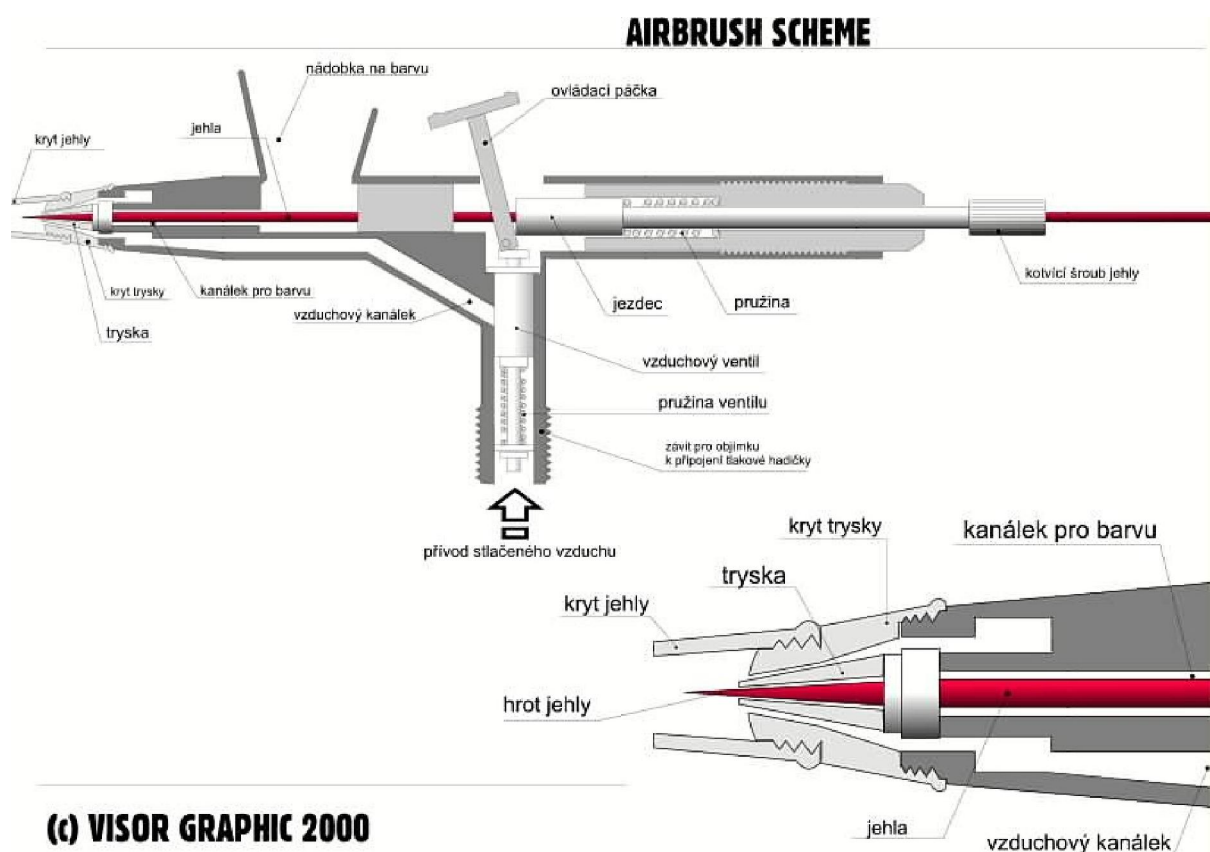 AIRBRUSH SCHEME
nádobka na barvu
ovládací páčka
jehla
kryt jehly
kryt trysky
kanálek pro barvu
tryska
vzduchový kanálek
jezdec
pružina
kotvící šroub jehly
vzduchový ventil
pružina ventilu
závit pro objímku
k připojení tlakové hadičky
přívod stlačeného vzduchu
kryt trysky
kanálek pro barvu
tryska
kryt jehly
hrot jehly
jehla
vzduchový kanálek
(c) VISOR GRAPHIC 2000